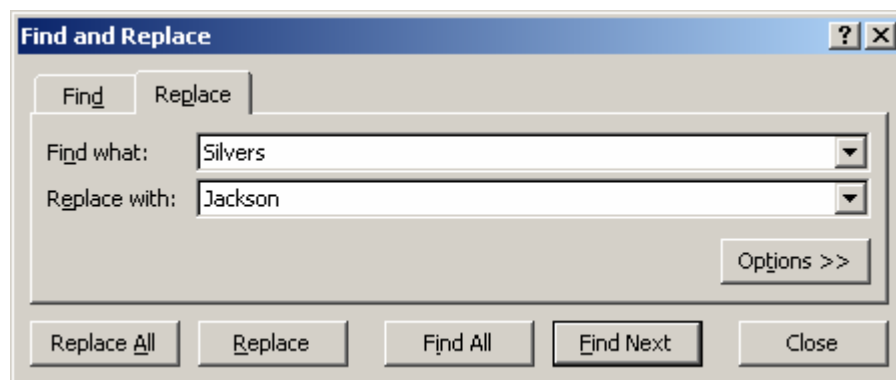 Find and Replace
Find Replace
Find what: Silvers
Replace with: Jackson
Options >>
Replace All Replace Find All Find Next Close